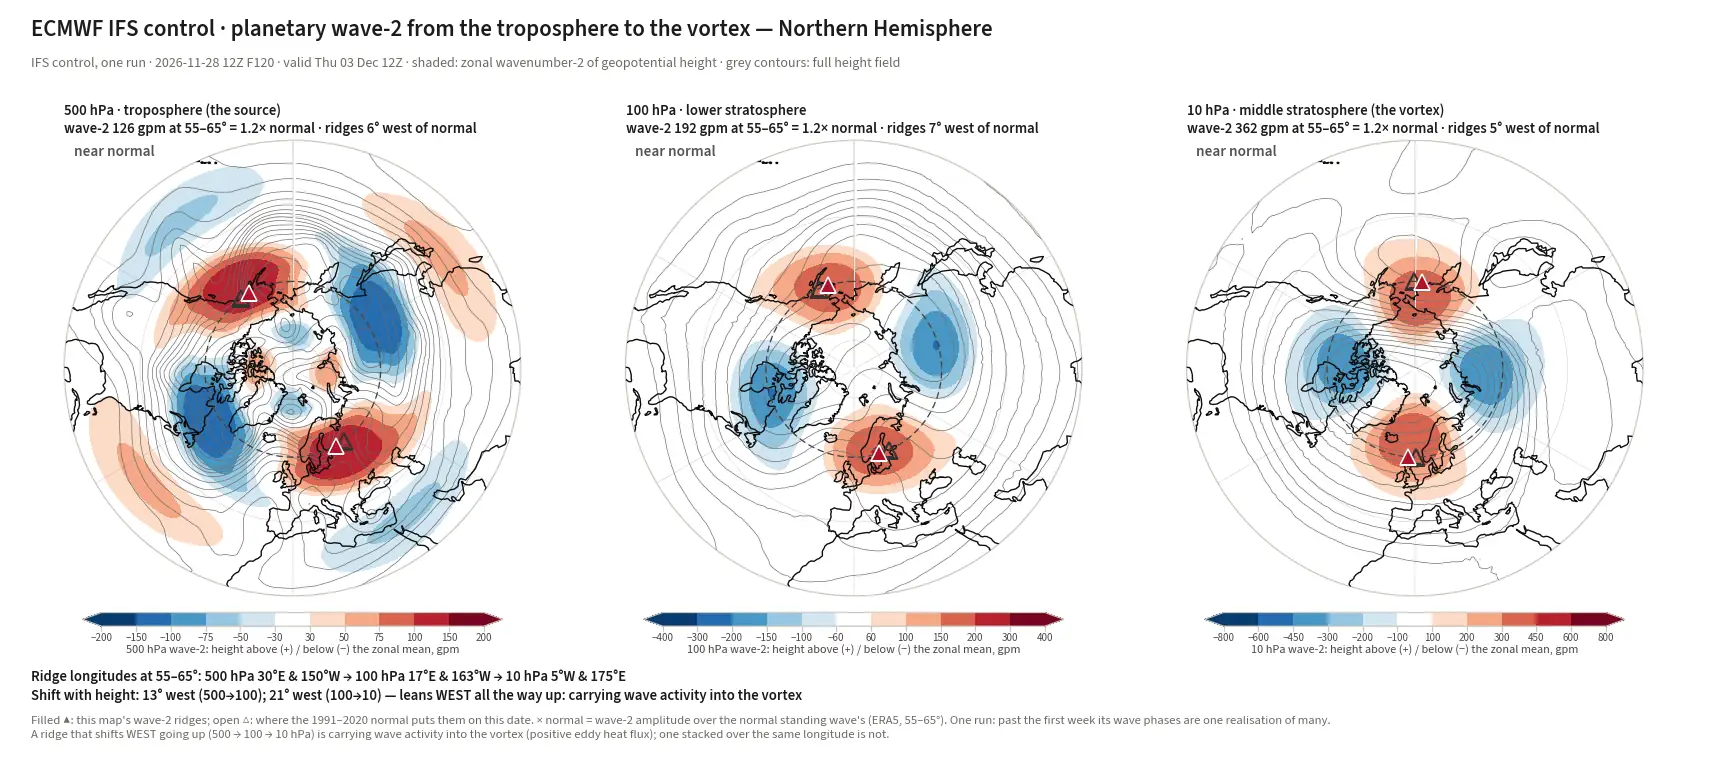 ECMWF IFS control · planetary wave-2 from the troposphere to the vortex — Northern Hemisphere
IFS control, one run · 2026-11-28 12Z F120 · valid Thu 03 Dec 12Z · shaded: zonal wavenumber-2 of geopotential height · grey contours: full height field
500 hPa · troposphere (the source)
wave-2 126 gpm at 55–65° = 1.2× normal · ridges 6° west of normal
near normal
100 hPa · lower stratosphere
wave-2 192 gpm at 55–65° = 1.2× normal · ridges 7° west of normal
near normal
10 hPa · middle stratosphere (the vortex)
wave-2 362 gpm at 55–65° = 1.2× normal · ridges 5° west of normal
near normal
−200 −150 −100 −75 −50 −30 30 50 75 100 150 200
500 hPa wave-2: height above (+) / below (−) the zonal mean, gpm
−400 −300 −200 −150 −100 −60 60 100 150 200 300 400
100 hPa wave-2: height above (+) / below (−) the zonal mean, gpm
−800 −600 −450 −300 −200 −100 100 200 300 450 600 800
10 hPa wave-2: height above (+) / below (−) the zonal mean, gpm
Ridge longitudes at 55–65°: 500 hPa 30°E & 150°W → 100 hPa 17°E & 163°W → 10 hPa 5°W & 175°E
Shift with height: 13° west (500→100); 21° west (100→10) — leans WEST all the way up: carrying wave activity into the vortex
Filled ▲: this map's wave-2 ridges; open △: where the 1991–2020 normal puts them on this date. × normal = wave-2 amplitude over the normal standing wave's (ERA5, 55–65°). One run: past the first week its wave phases are one realisation of many.
A ridge that shifts WEST going up (500 → 100 → 10 hPa) is carrying wave activity into the vortex (positive eddy heat flux); one stacked over the same longitude is not.